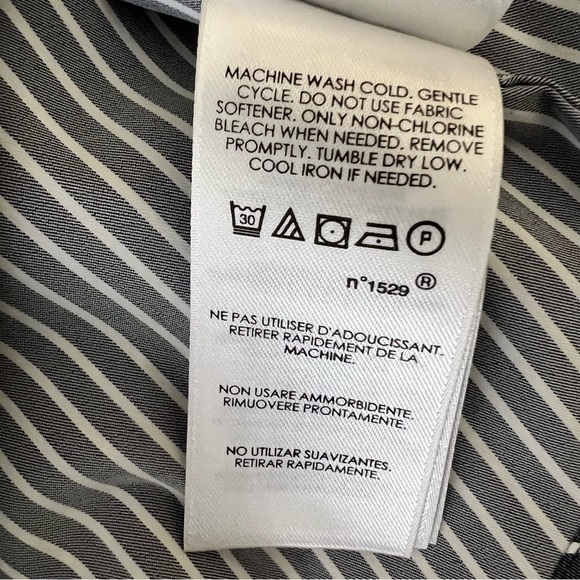 MACHINE WASH COLD. GENTLE
CYCLE. DO NOT USE FABRIC
SOFTENER. ONLY NON-CHLORINE
BLEACH WHEN NEEDED. REMOVE
PROMPTLY. TUMBLE DRY LOW.
COOL IRON IF NEEDED.
30 P
n°1529 ®
NE PAS UTILISER D'ADOUCISSANT.
RETIRER RAPIDEMENT DE LA
MACHINE.
NON USARE AMMORBIDENTE.
RIMUOVERE PRONTAMENTE.
NO UTILIZAR SUAVIZANTES.
RETIRAR RAPIDAMENTE.